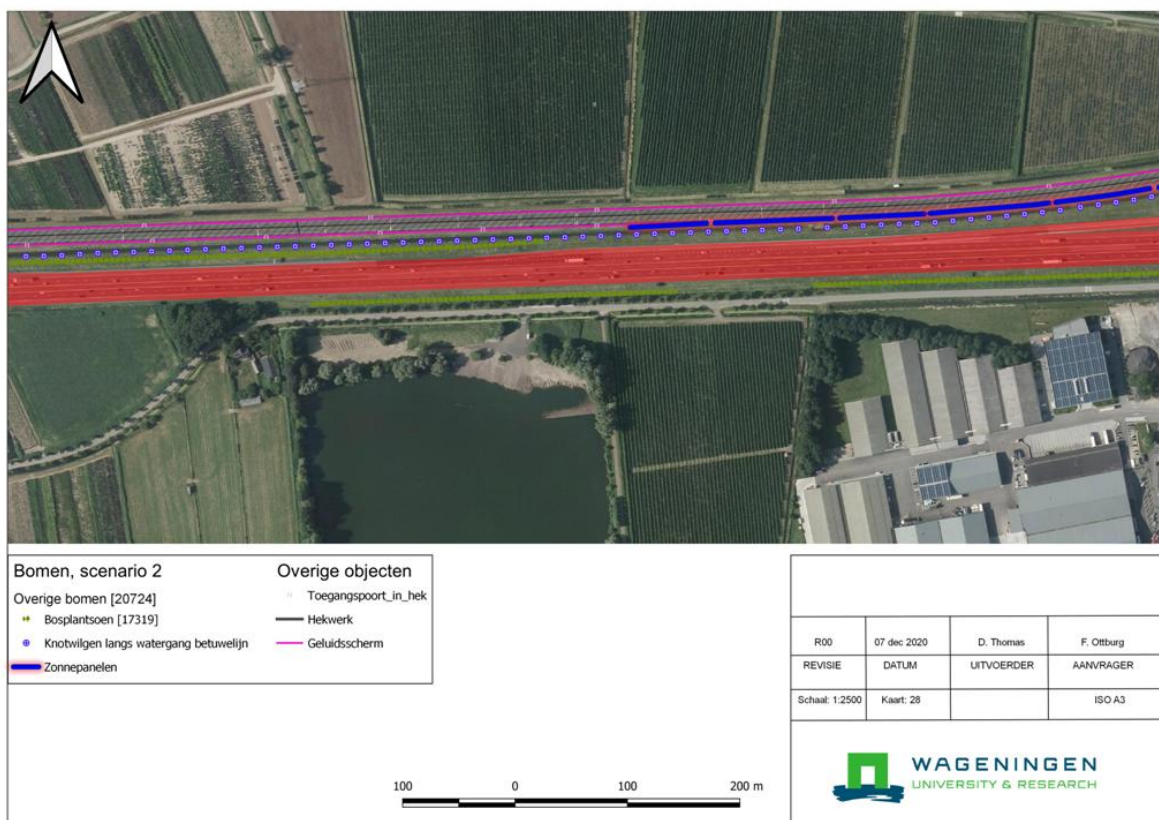 Bomen, scenario 2
Overige bomen [20724]
Bosplantsoen [17319]
Knotwilgen langs watergang betuwelijn
Zonnepanelen
Overige objecten
Toegangspoort_in_hek
Hekwerk
Geluidsscherm
100 0 100 200 m
R00 07 dec 2020 D. Thomas F. Ottburg
REVISIE DATUM UITVOERDER AANVRAGER
Schaal: 1:2500 Kaart: 28 ISO A3
WAGENINGEN
UNIVERSITY & RESEARCH